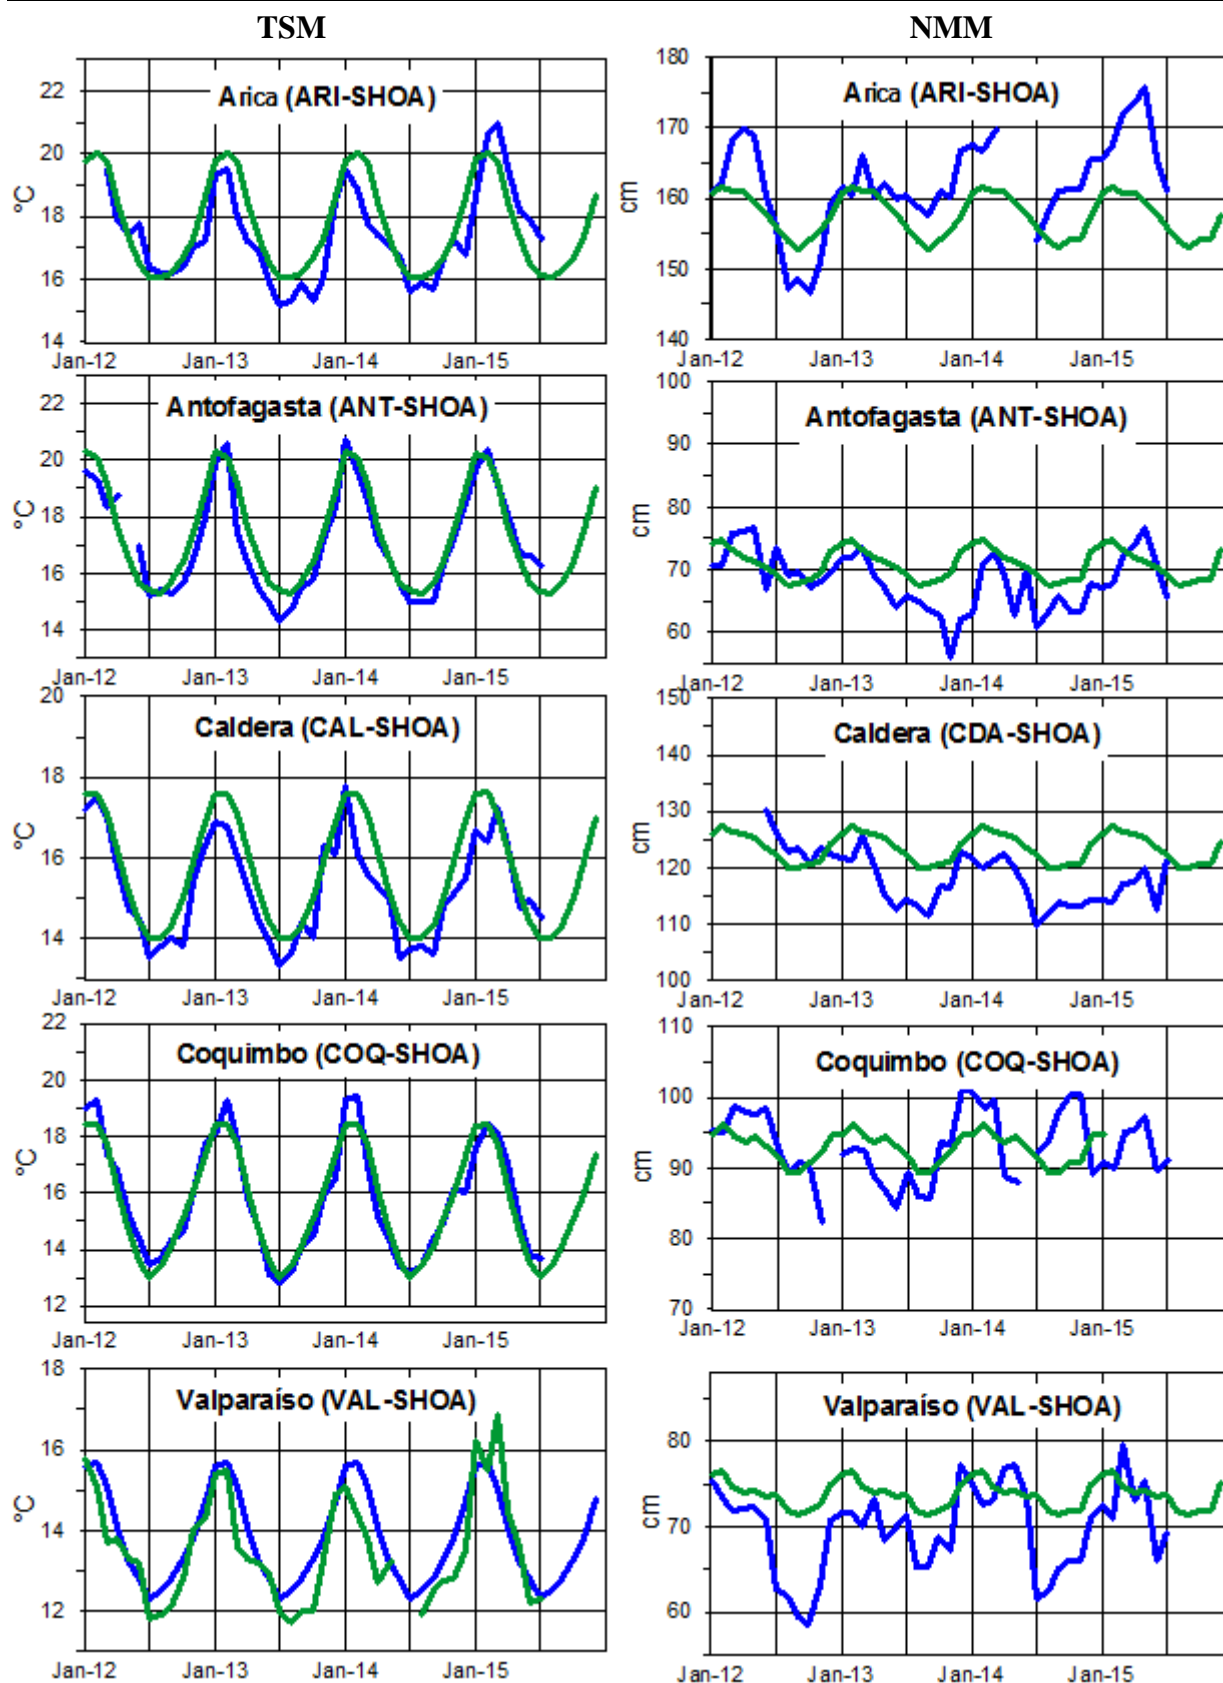 TSM
NMM
Arica (ARI-SHOA)
22
20
18
16
14
°C
Jan-12 Jan-13 Jan-14 Jan-15
Arica (ARI-SHOA)
180
170
160
150
140
cm
Jan-12 Jan-13 Jan-14 Jan-15
Antofagasta (ANT-SHOA)
22
20
18
16
14
°C
Jan-12 Jan-13 Jan-14 Jan-15
Antofagasta (ANT-SHOA)
100
90
80
70
60
cm
Jan-12 Jan-13 Jan-14 Jan-15
Caldera (CAL-SHOA)
20
18
16
14
°C
Jan-12 Jan-13 Jan-14 Jan-15
Caldera (CDA-SHOA)
150
140
130
120
110
100
cm
Jan-12 Jan-13 Jan-14 Jan-15
Coquimbo (COQ-SHOA)
22
20
18
16
14
12
°C
Jan-12 Jan-13 Jan-14 Jan-15
Coquimbo (COQ-SHOA)
110
100
90
80
70
cm
Jan-12 Jan-13 Jan-14 Jan-15
Valparaíso (VAL-SHOA)
18
16
14
12
°C
Jan-12 Jan-13 Jan-14 Jan-15
Valparaíso (VAL-SHOA)
80
70
60
cm
Jan-12 Jan-13 Jan-14 Jan-15